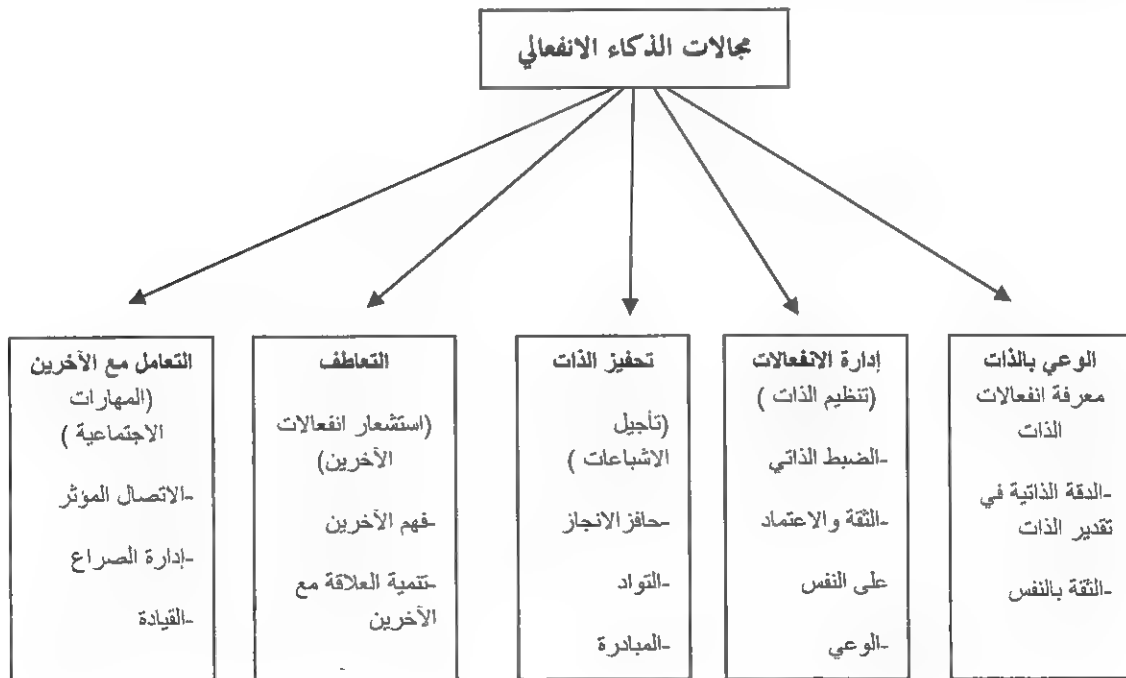 مجالات الذكاء الانفعالي
الوعي بالذات
معرفة انفعالات
الذات
-الدقة الذاتية في
تقدير الذات
-الثقة بالنفس
إدارة الانفعالات
(تنظيم الذات )
-الضبط الذاتي
-الثقة والاعتماد
على النفس
-الوعي
تحفيز الذات
(تأجيل
الاشباعات )
-حافز الانجاز
-التواد
-المبادرة
التعاطف
(استشعار انفعالات
الآخرين)
-فهم الآخرين
-تنمية العلاقة مع
الآخرين
التعامل مع الآخرين
(المهارات
الاجتماعية )
-الاتصال المؤثر
-إدارة الصراع
-القيادة